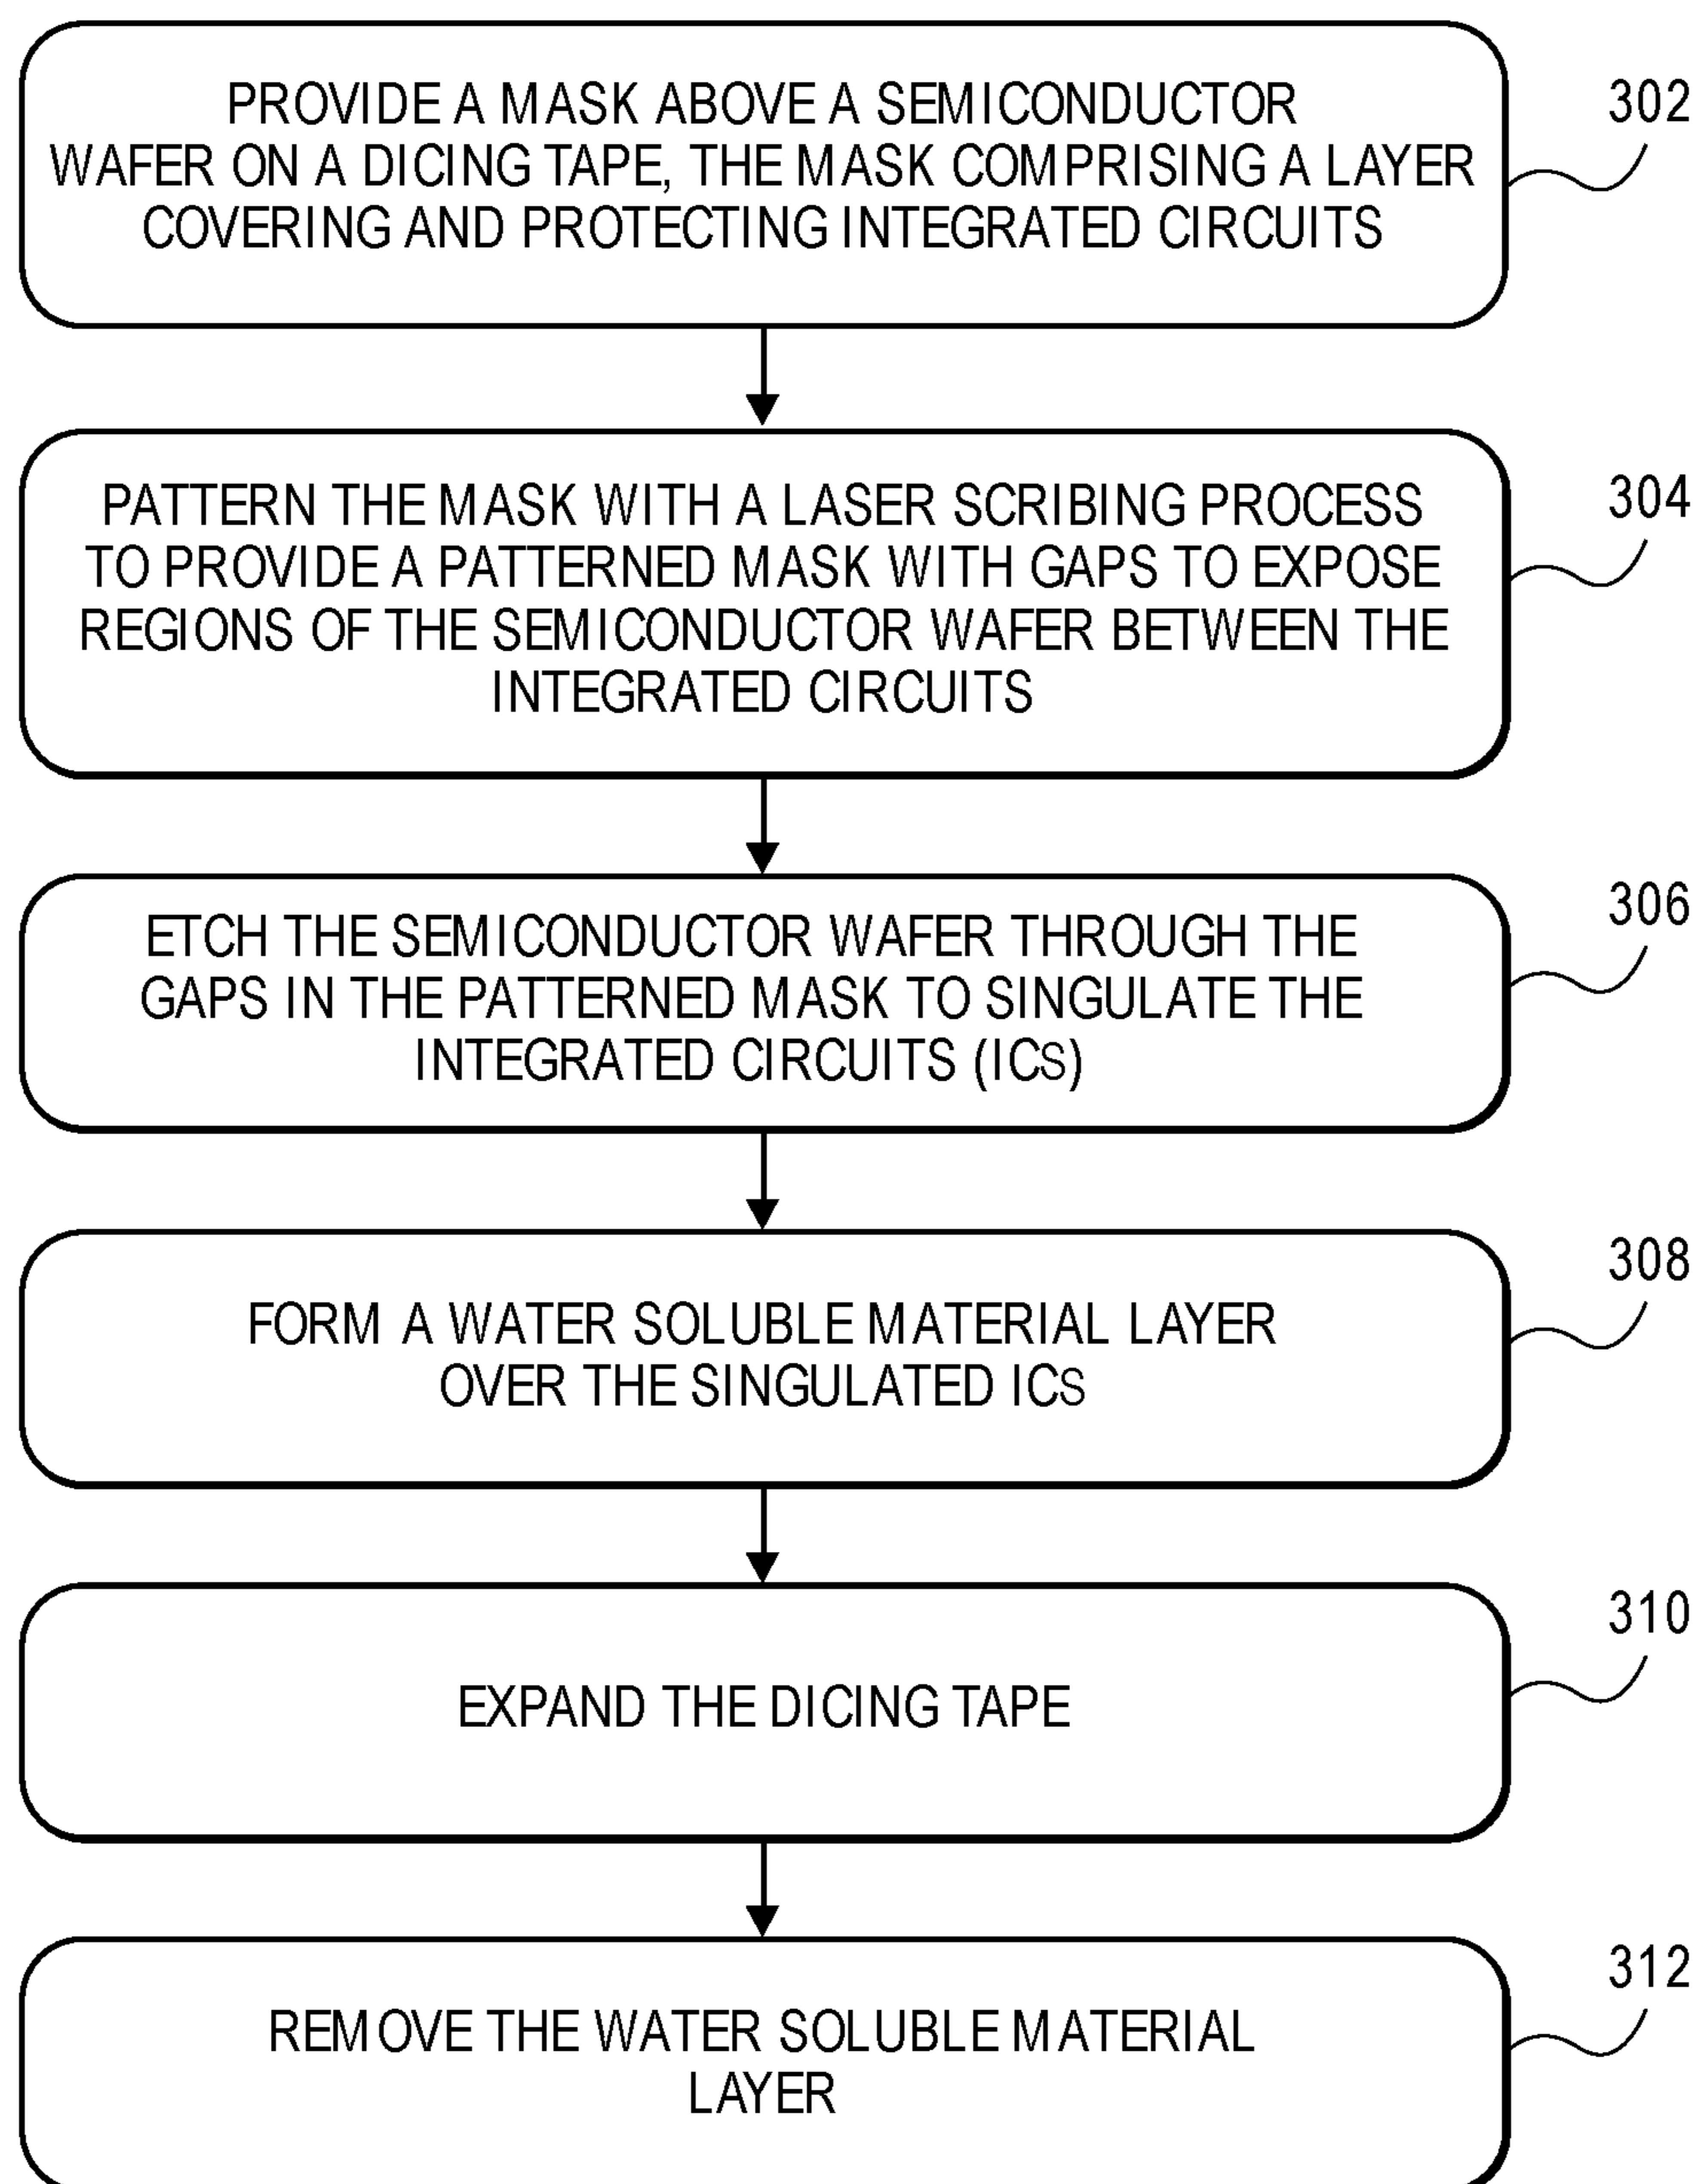 PROVIDE A MASK ABOVE A SEMICONDUCTOR
WAFER ON A DICING TAPE, THE MASK COMPRISING A LAYER
COVERING AND PROTECTING INTEGRATED CIRCUITS
302
PATTERN THE MASK WITH A LASER SCRIBING PROCESS
TO PROVIDE A PATTERNED MASK WITH GAPS TO EXPOSE
REGIONS OF THE SEMICONDUCTOR WAFER BETWEEN THE
INTEGRATED CIRCUITS
304
ETCH THE SEMICONDUCTOR WAFER THROUGH THE
GAPS IN THE PATTERNED MASK TO SINGULATE THE
INTEGRATED CIRCUITS (ICs)
306
FORM A WATER SOLUBLE MATERIAL LAYER
OVER THE SINGULATED ICs
308
EXPAND THE DICING TAPE
310
REMOVE THE WATER SOLUBLE MATERIAL
LAYER
312